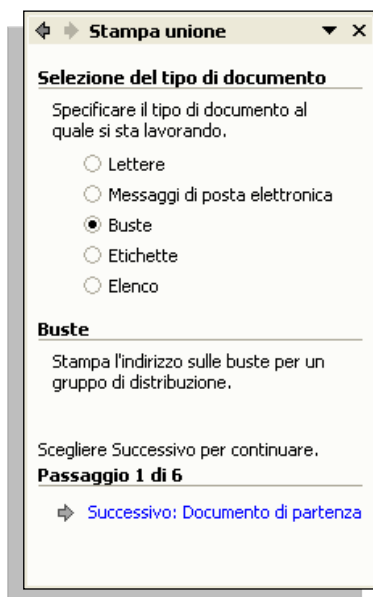 Stampa unione
Selezione del tipo di documento
Specificare il tipo di documento al
quale si sta lavorando.
Lettere
Messaggi di posta elettronica
Buste
Etichette
Elenco
Buste
Stampa l'indirizzo sulle buste per un
gruppo di distribuzione.
Scegliere Successivo per continuare.
Passaggio 1 di 6
Successivo: Documento di partenza